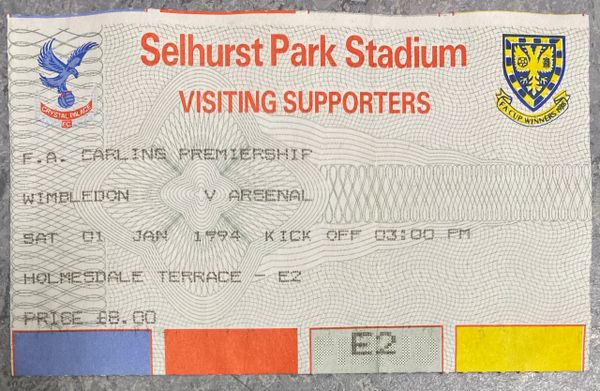 Selhurst Park Stadium
VISITING SUPPORTERS
CRYSTAL PALACE
F.C.
F.A. CUP WINNERS 1988
F.A. CARLING PREMIERSHIP
WIMBLEDON V ARSENAL
SAT 01 JAN 1994 KICK OFF 03:00 PM
HOLMESDALE TERRACE - E2
PRICE £8.00
E2